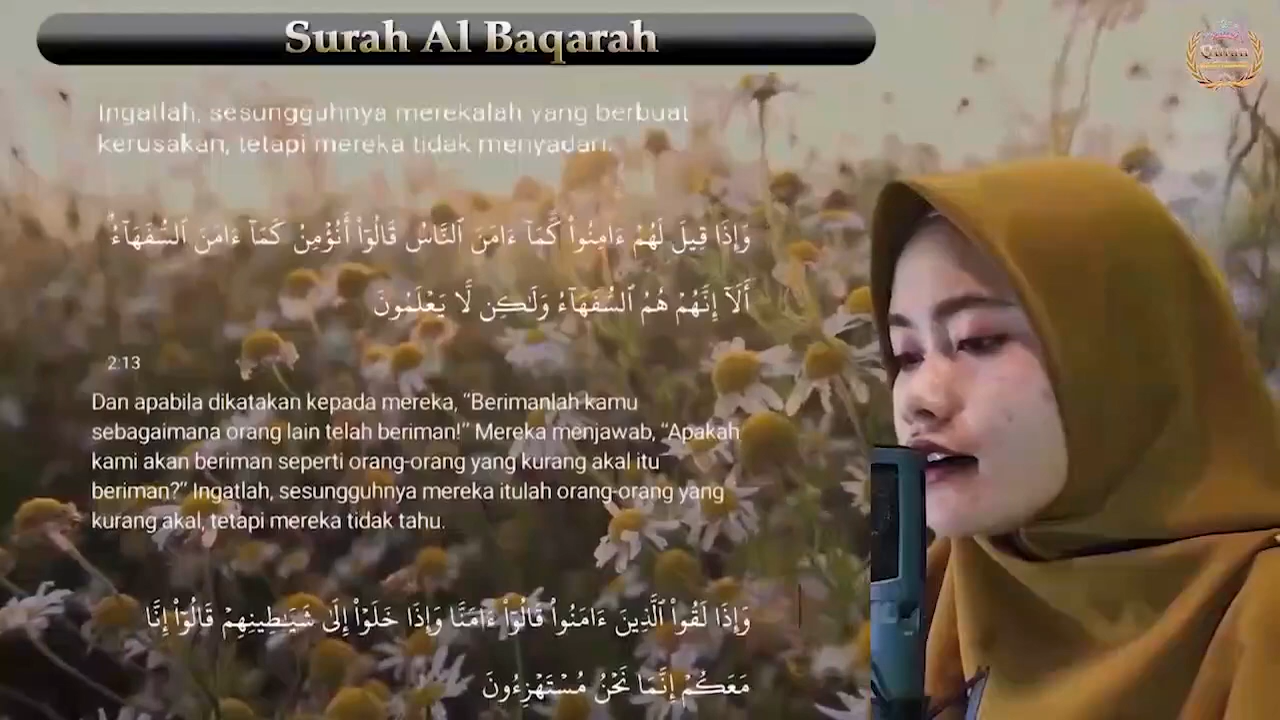 Surah Al Baqarah
Quran
Ingatlah, sesungguhnya merekalah yang berbuat
kerusakan, tetapi mereka tidak menyadari.
وَإِذَا قِيلَ لَهُمْ ءَامِنُوا۟ كَمَآ ءَامَنَ ٱلنَّاسُ قَالُوٓا۟ أَنُؤْمِنُ كَمَآ ءَامَنَ ٱلسُّفَهَآءُ ۗ
أَلَآ إِنَّهُمْ هُمُ ٱلسُّفَهَآءُ وَلَـٰكِن لَّا يَعْلَمُونَ
2:13
Dan apabila dikatakan kepada mereka, “Berimanlah kamu
sebagaimana orang lain telah beriman!” Mereka menjawab, “Apakah
kami akan beriman seperti orang-orang yang kurang akal itu
beriman?” Ingatlah, sesungguhnya mereka itulah orang-orang yang
kurang akal, tetapi mereka tidak tahu.
وَإِذَا لَقُوا۟ ٱلَّذِينَ ءَامَنُوا۟ قَالُوٓا۟ ءَامَنَّا وَإِذَا خَلَوْا۟ إِلَىٰ شَيَـٰطِينِهِمْ قَالُوٓا۟ إِنَّا
مَعَكُمْ إِنَّمَا نَحْنُ مُسْتَهْزِءُونَ